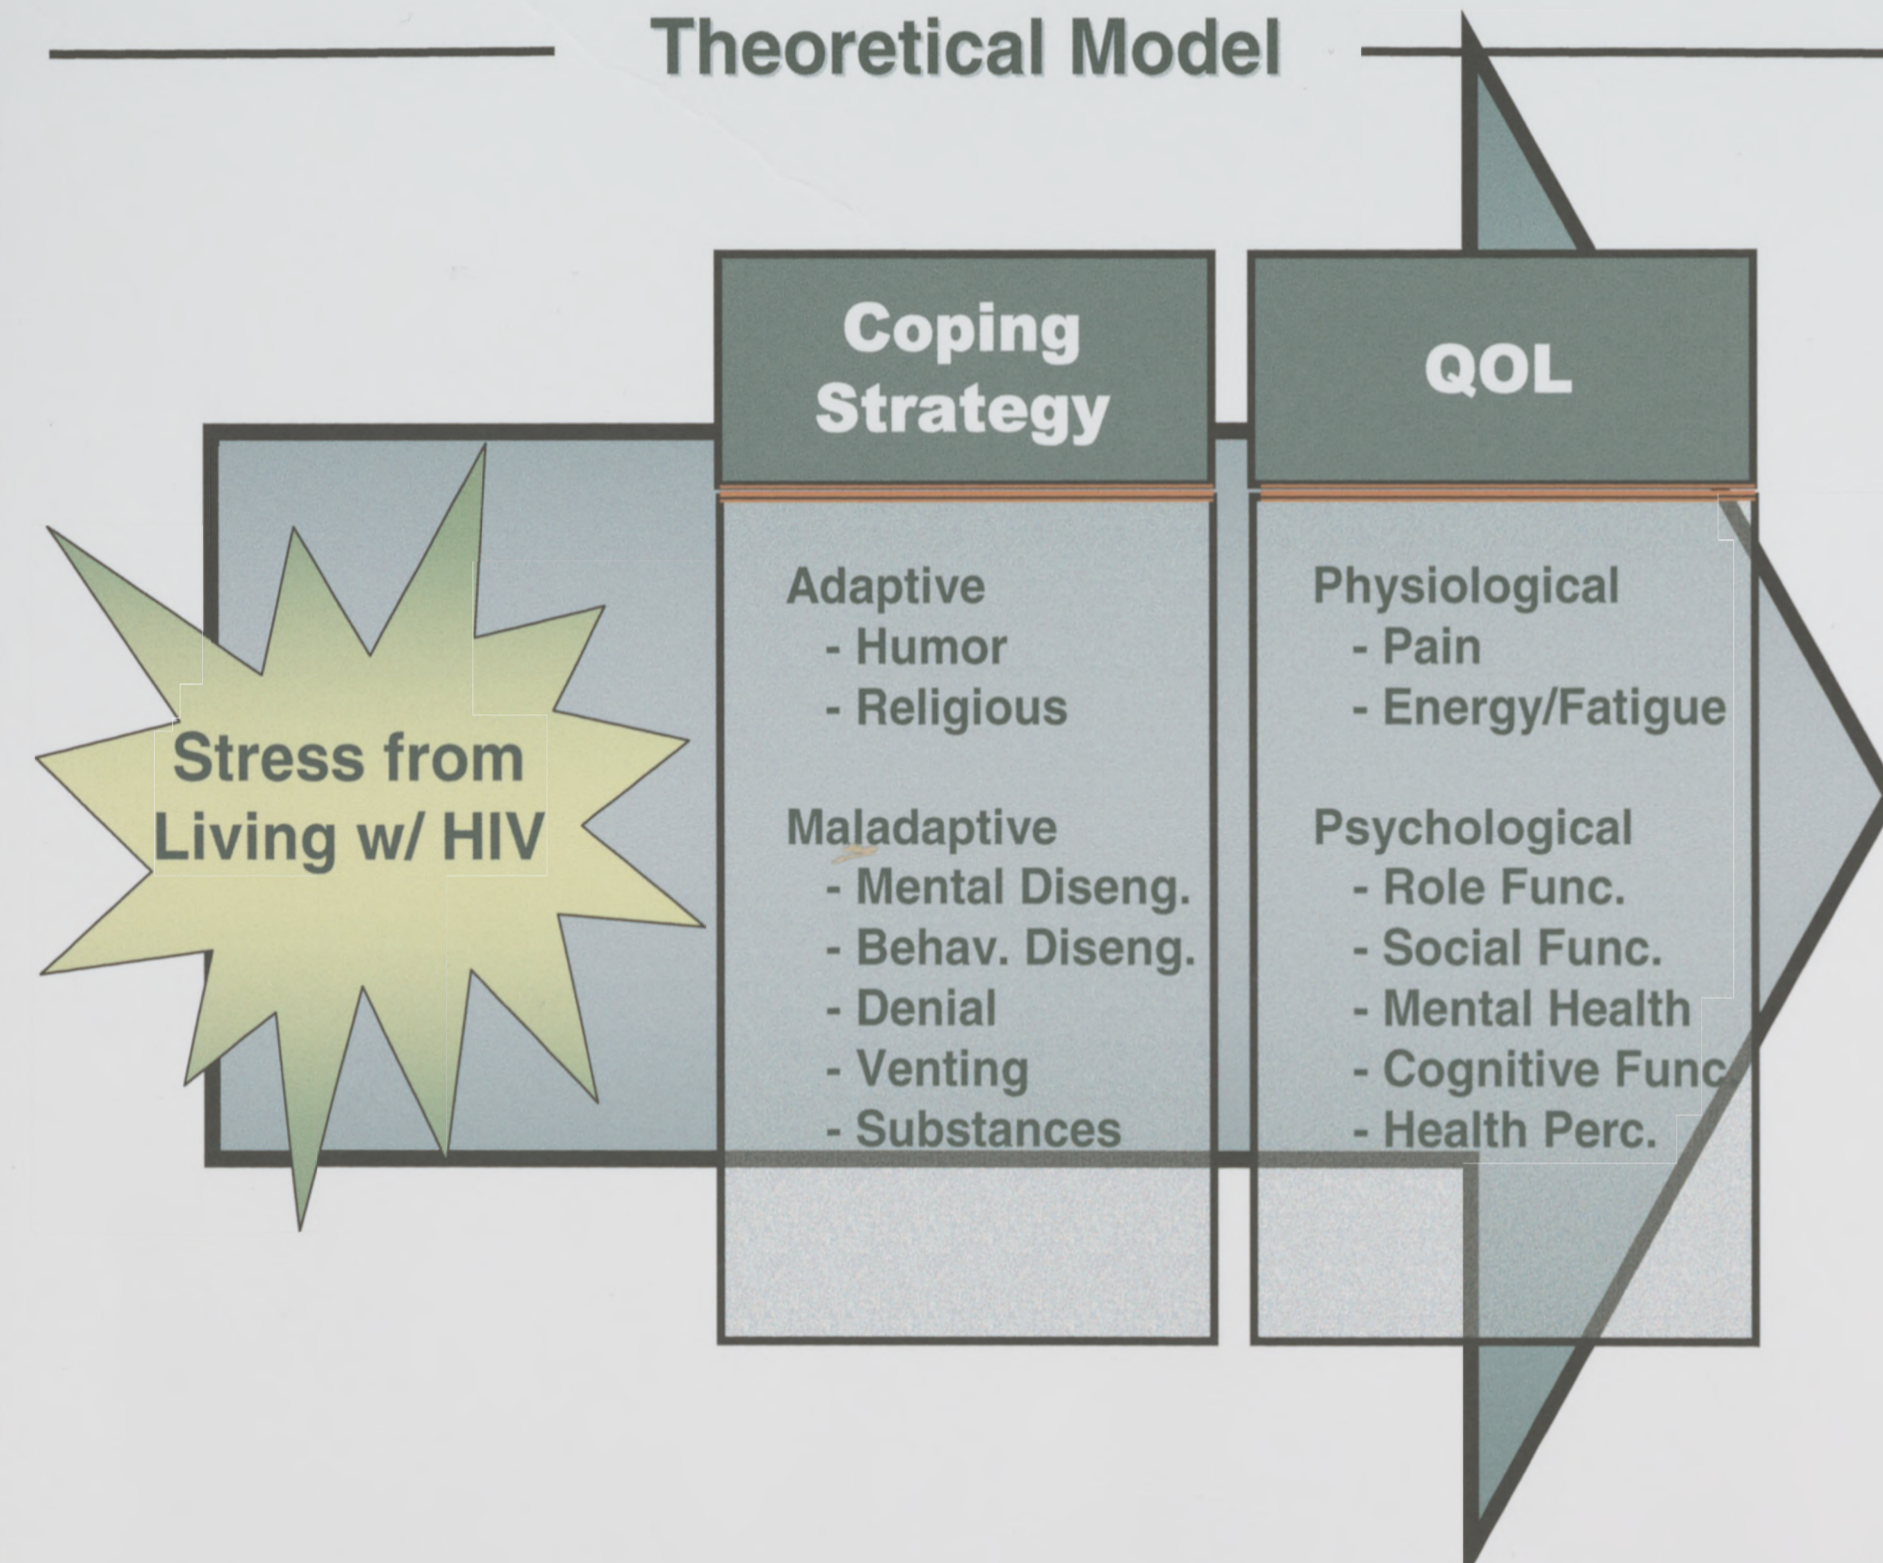 Theoretical Model
Stress from
Living w/ HIV
Coping
Strategy
Adaptive
- Humor
- Religious
Maladaptive
- Mental Diseng.
- Behav. Diseng.
- Denial
- Venting
- Substances
QOL
Physiological
- Pain
- Energy/Fatigue
Psychological
- Role Func.
- Social Func.
- Mental Health
- Cognitive Func.
- Health Perc.